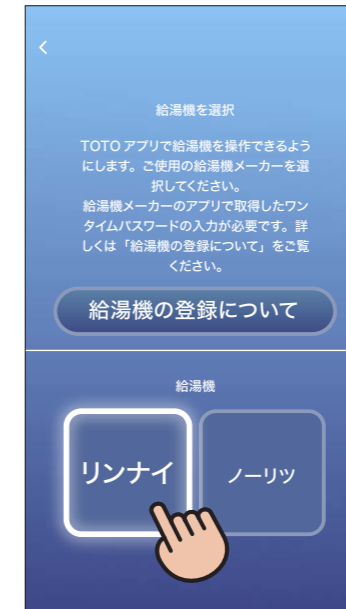 給湯機を選択
TOTO アプリで給湯機を操作できるよう
にします。ご使用の給湯機メーカーを選
択してください。
給湯機メーカーのアプリで取得したワン
タイムパスワードの入力が必要です。詳
しくは「給湯機の登録について」をご覧
ください。
給湯機の登録について
給湯機
リンナイ
ノーリツ